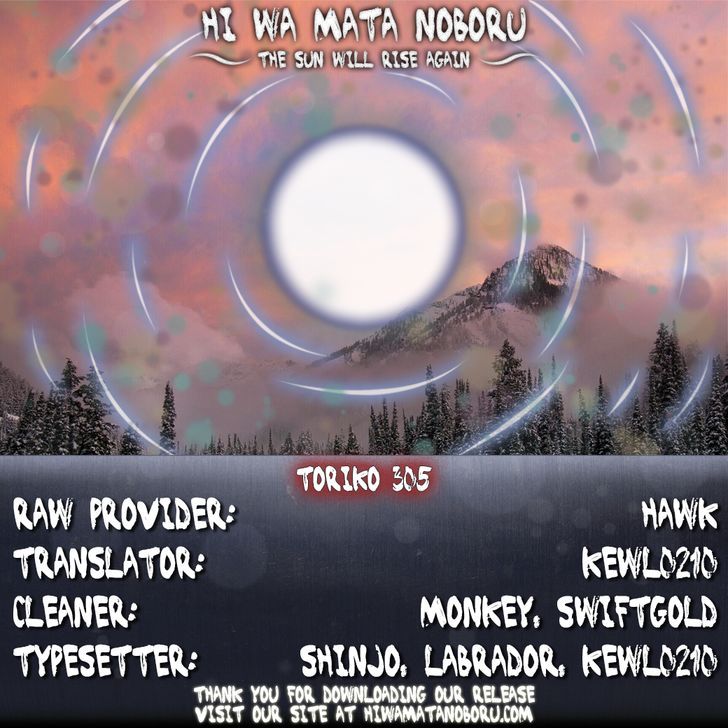 HI WA MATA NOBORU
THE SUN WILL RISE AGAIN
TORIKO 305
RAW PROVIDER: HAWK
TRANSLATOR: KEWL0210
CLEANER: MONKEY, SWIFTGOLD
TYPESETTER: SHINJO, LABRADOR, KEWL0210
THANK YOU FOR DOWNLOADING OUR RELEASE
VISIT OUR SITE AT HIWAMATANOBORU.COM